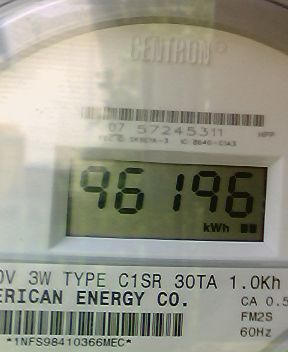 CENTRON®
07 57245311 HPP
96196
kWh
0V 3W TYPE C1SR 30TA 1.0Kh
ERICAN ENERGY CO.
CA 0.5
FM2S
60Hz
*1NFS98410366MEC*